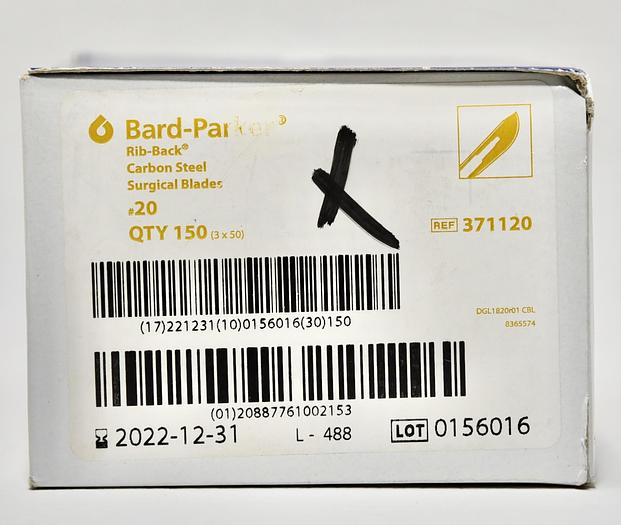 Bard-Parker®
Rib-Back®
Carbon Steel
Surgical Blades
#20
QTY 150 (3 x 50)
REF 371120
(17)221231(10)0156016(30)150
DGL1820r01 CBL
8365574
(01)20887761002153
2022-12-31 L - 488 LOT 0156016